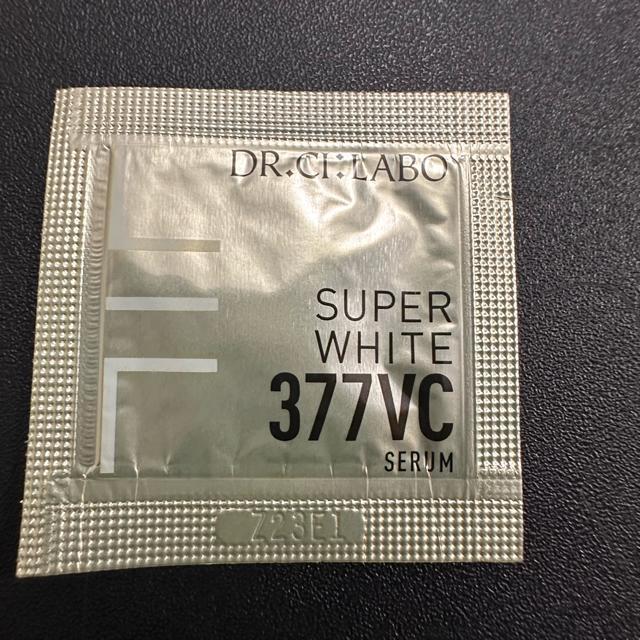 DR.CI:LABO
SUPER
WHITE
377VC
SERUM
Z23E1